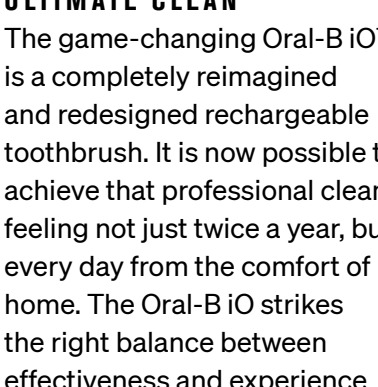 ULTIMATE CLEAN
The game-changing Oral-B iO
is a completely reimagined
and redesigned rechargeable
toothbrush. It is now possible t
achieve that professional clean
feeling not just twice a year, bu
every day from the comfort of
home. The Oral-B iO strikes
the right balance between
effectiveness and experience